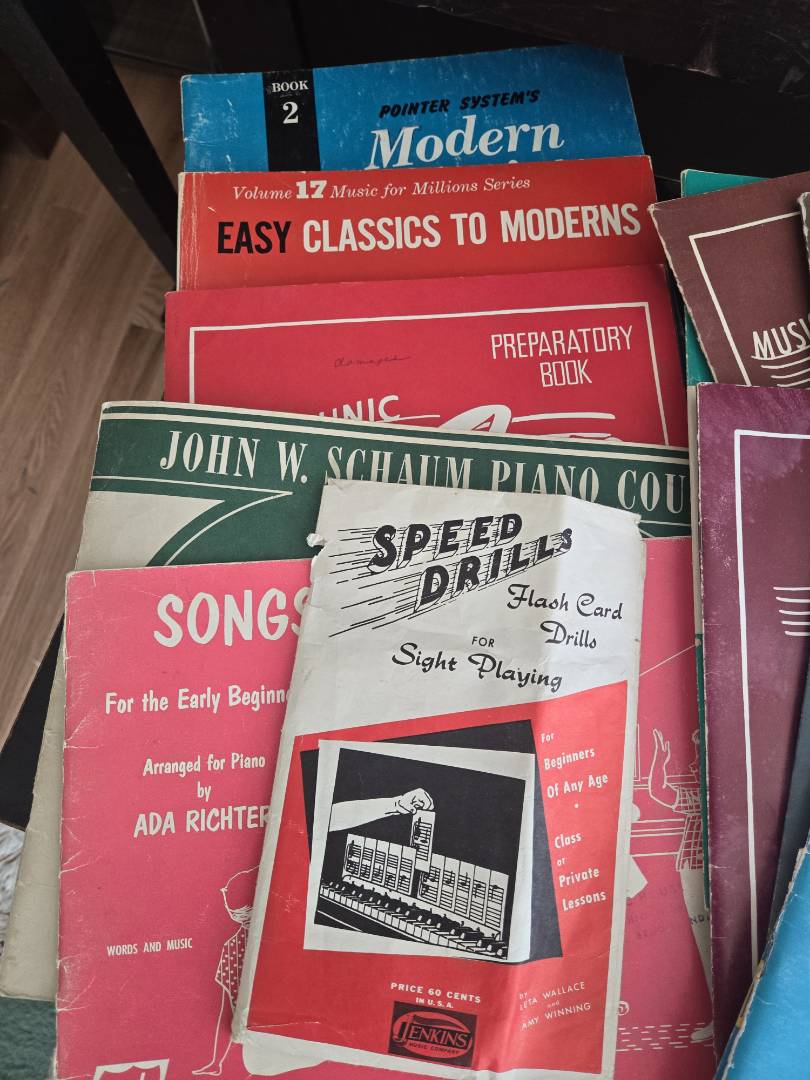 BOOK
2
POINTER SYSTEM'S
Modern
Volume 17 Music for Millions Series
EASY CLASSICS TO MODERNS
PREPARATORY
BOOK
JOHN W. SCHAUM PIANO COU
SONGS
For the Early Beginn
Arranged for Piano
by
ADA RICHTER
WORDS AND MUSIC
SPEED
DRILLS
Flash Card
Drills
FOR
Sight Playing
For
Beginners
Of Any Age
Class
or
Private
Lessons
PRICE 60 CENTS
IN U.S.A.
JENKINS
MUSIC COMPANY
BY
LETA WALLACE
AND
AMY WINNING
MUSIC